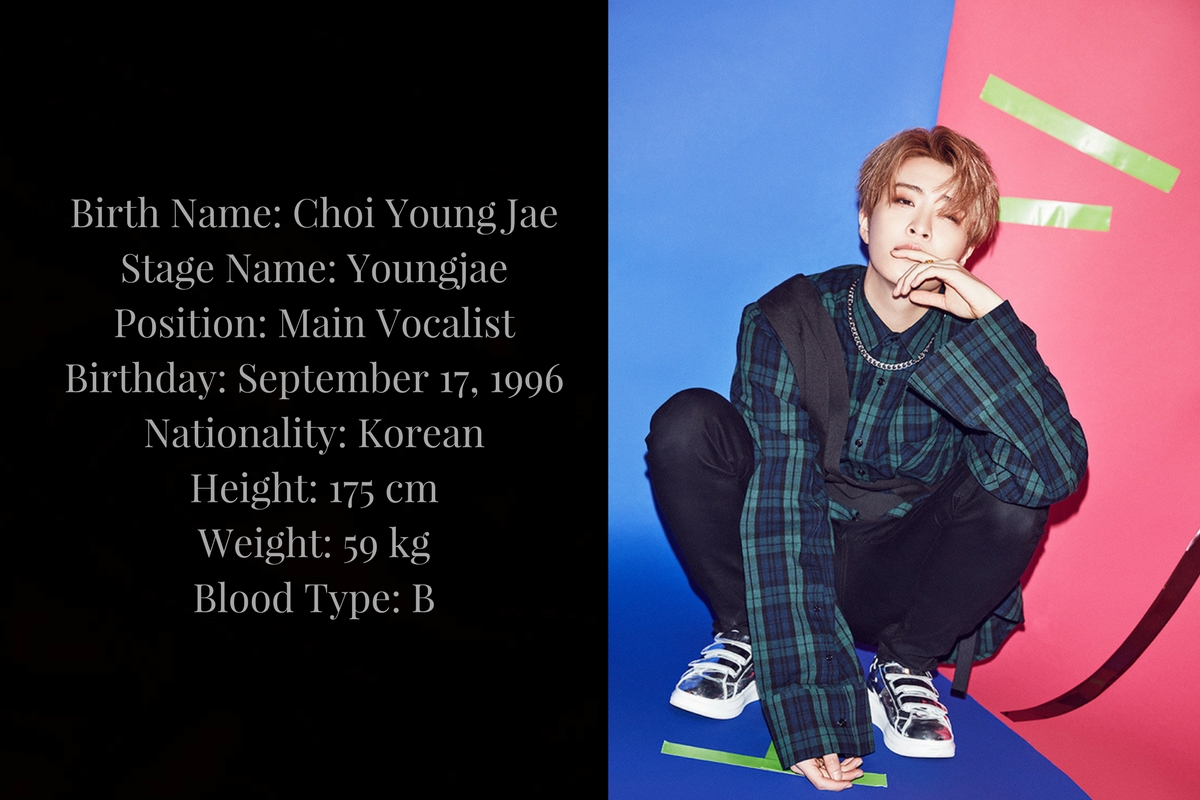 Birth Name: Choi Young Jae
Stage Name: Youngjae
Position: Main Vocalist
Birthday: September 17, 1996
Nationality: Korean
Height: 175 cm
Weight: 59 kg
Blood Type: B